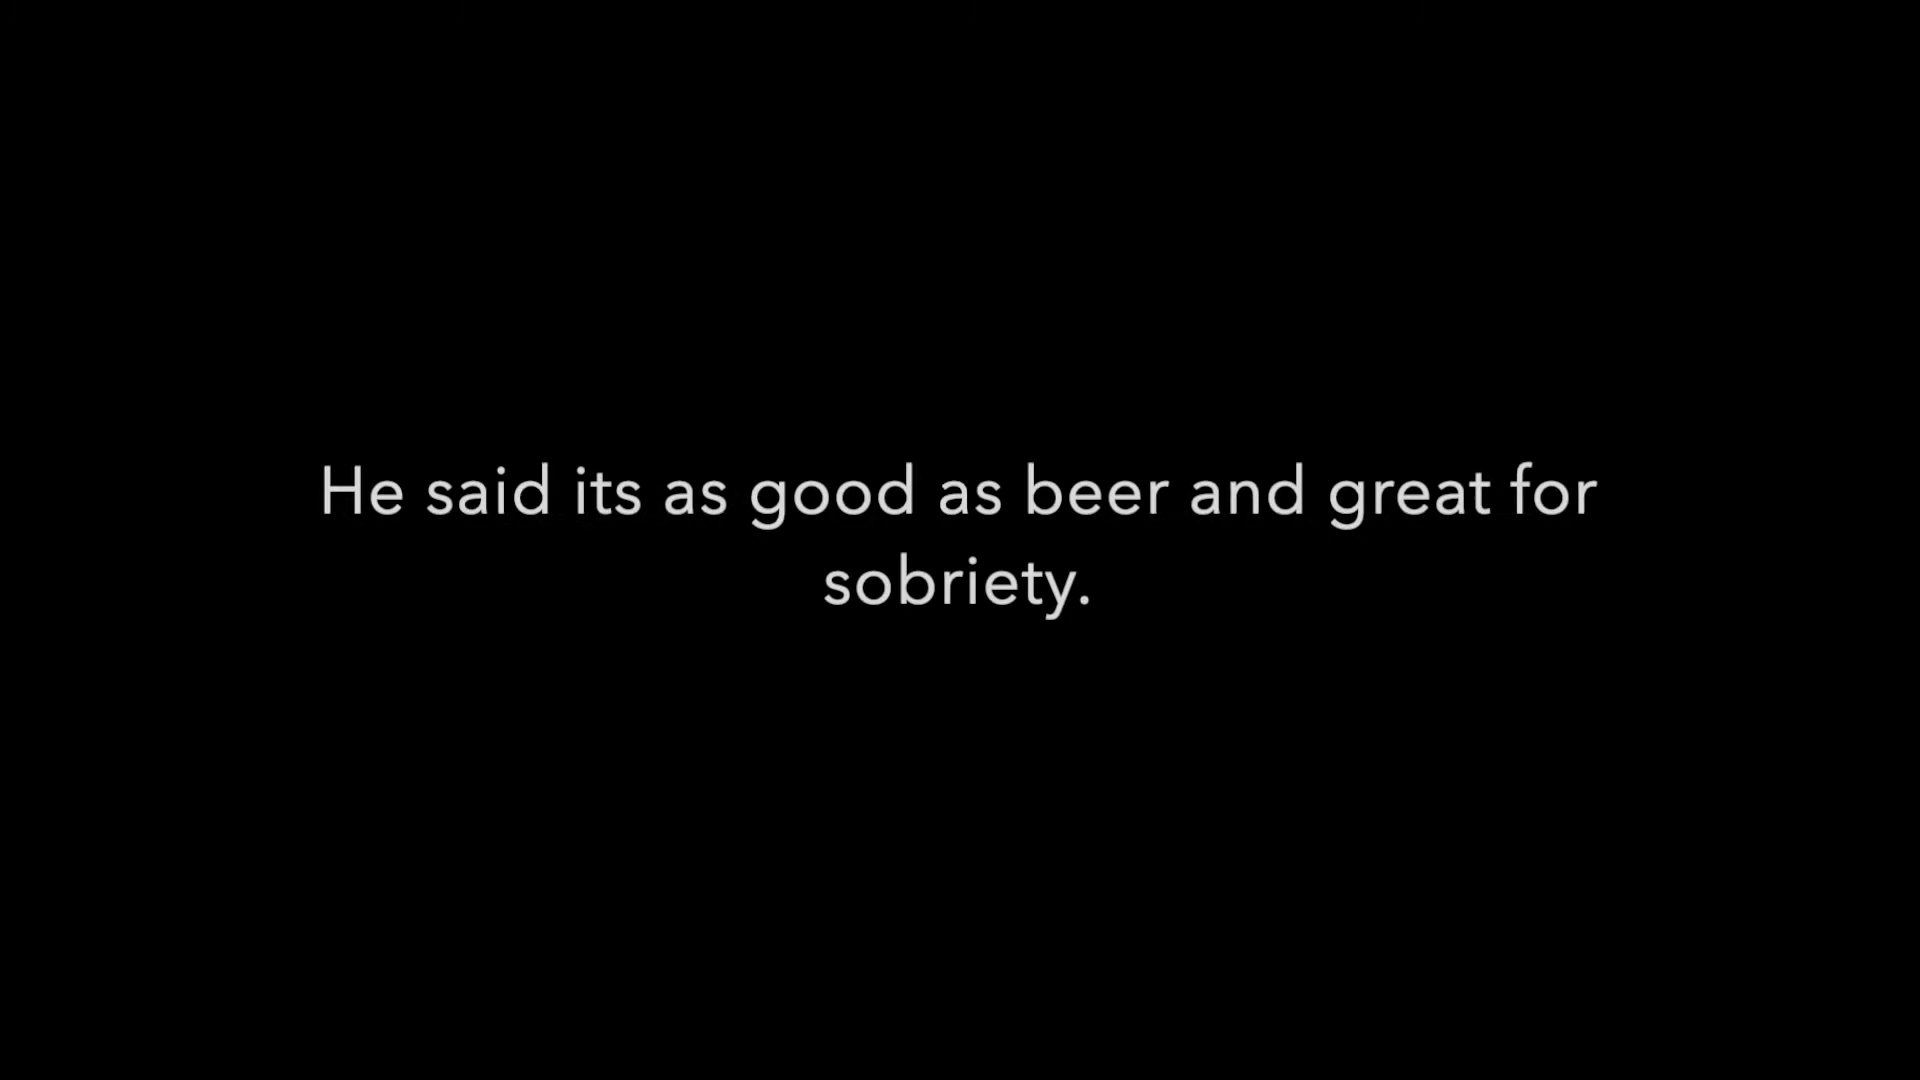 He said its as good as beer and great for
sobriety.